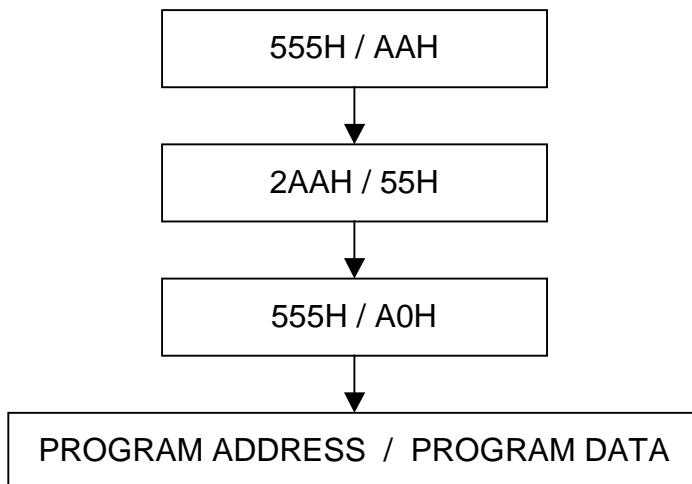 555H / AAH
2AAH / 55H
555H / A0H
PROGRAM ADDRESS / PROGRAM DATA